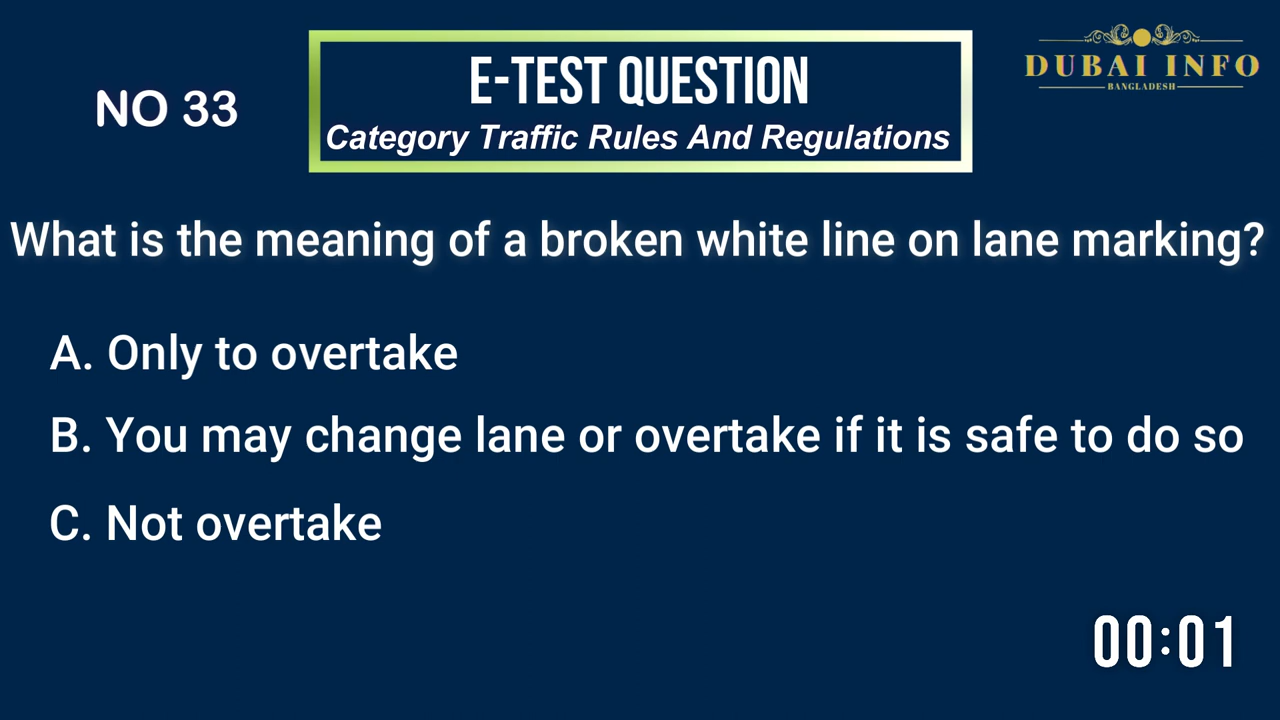 NO 33
E-TEST QUESTION
Category Traffic Rules And Regulations
DUBAI INFO
BANGLADESH
What is the meaning of a broken white line on lane marking?
A. Only to overtake
B. You may change lane or overtake if it is safe to do so
C. Not overtake
00:01